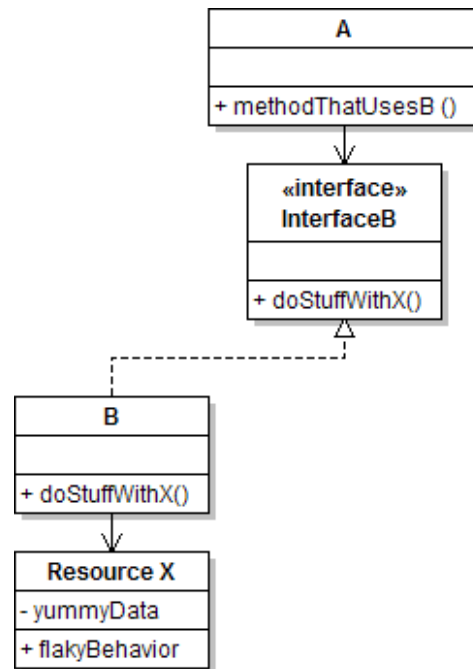 A
+ methodThatUsesB ()
«interface»
InterfaceB
+ doStuffWithX()
B
+ doStuffWithX()
Resource X
- yummyData
+ flakyBehavior